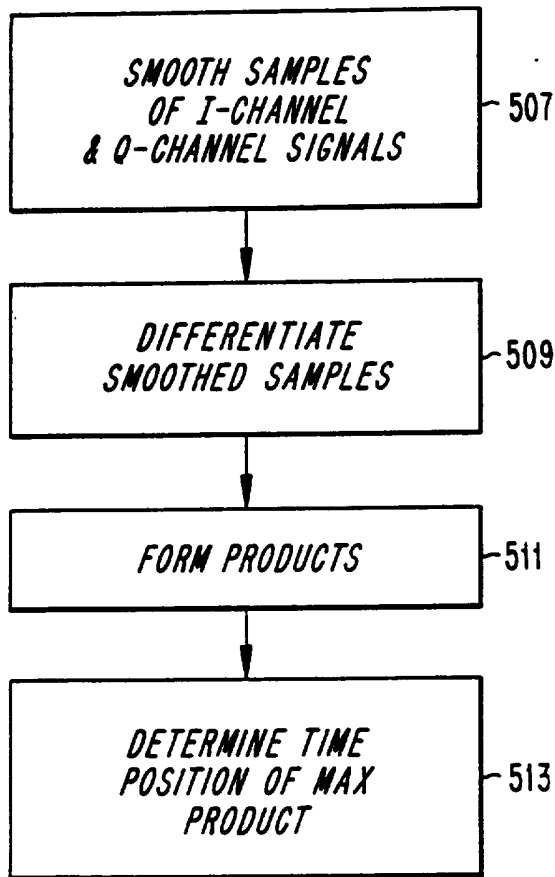 SMOOTH SAMPLES
OF I-CHANNEL
& Q-CHANNEL SIGNALS
507
DIFFERENTIATE
SMOOTHED SAMPLES
509
FORM PRODUCTS
511
DETERMINE TIME
POSITION OF MAX
PRODUCT
513